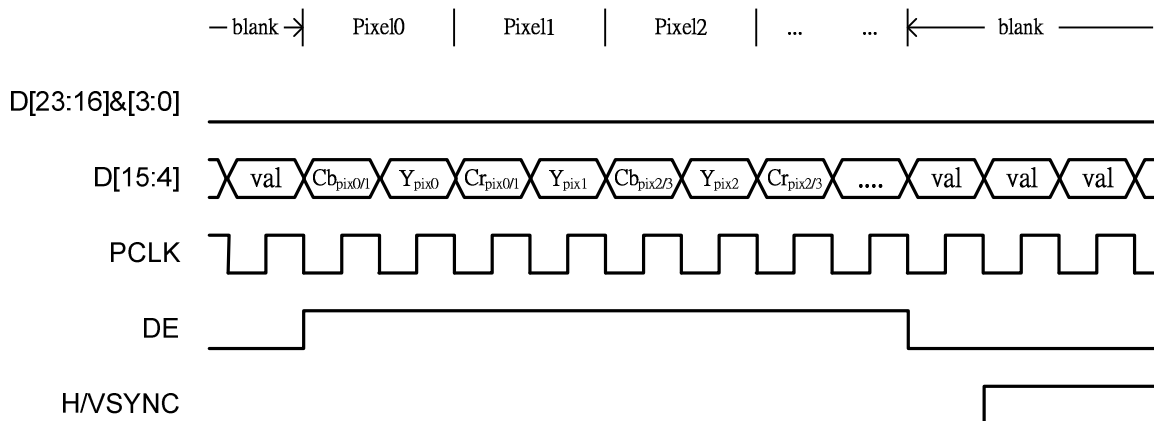 blank Pixel0 Pixel1 Pixel2 ... ... blank
D[23:16]&[3:0]
D[15:4] val Cbpix0/1 Ypix0 Crpix0/1 Ypix1 Cbpix2/3 Ypix2 Crpix2/3 .... val val val
PCLK
DE
H/VSYNC